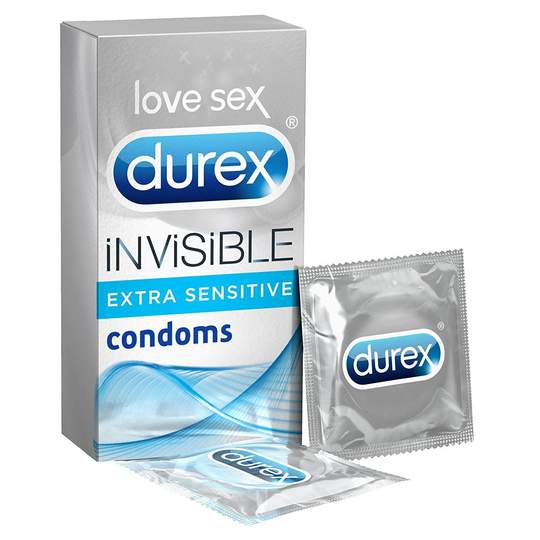 love sex
durex
®
iNViSiBLE
EXTRA SENSITIVE
condoms
durex
®
durex